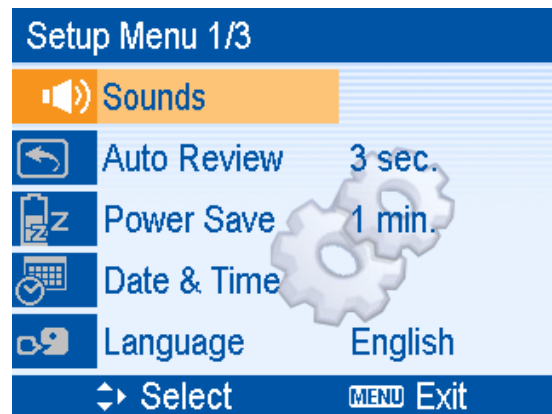 Setup Menu 1/3
Sounds
Auto Review 3 sec.
Power Save 1 min.
Date & Time
Language English
Select MENU Exit